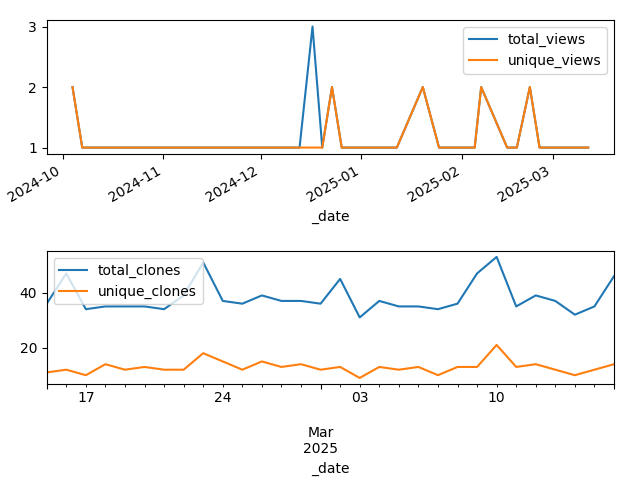 3
2
1
total_views
unique_views
2024-10
2024-11
2024-12
2025-01
2025-02
2025-03
_date
40
20
total_clones
unique_clones
17
24
03
10
Mar
2025
_date